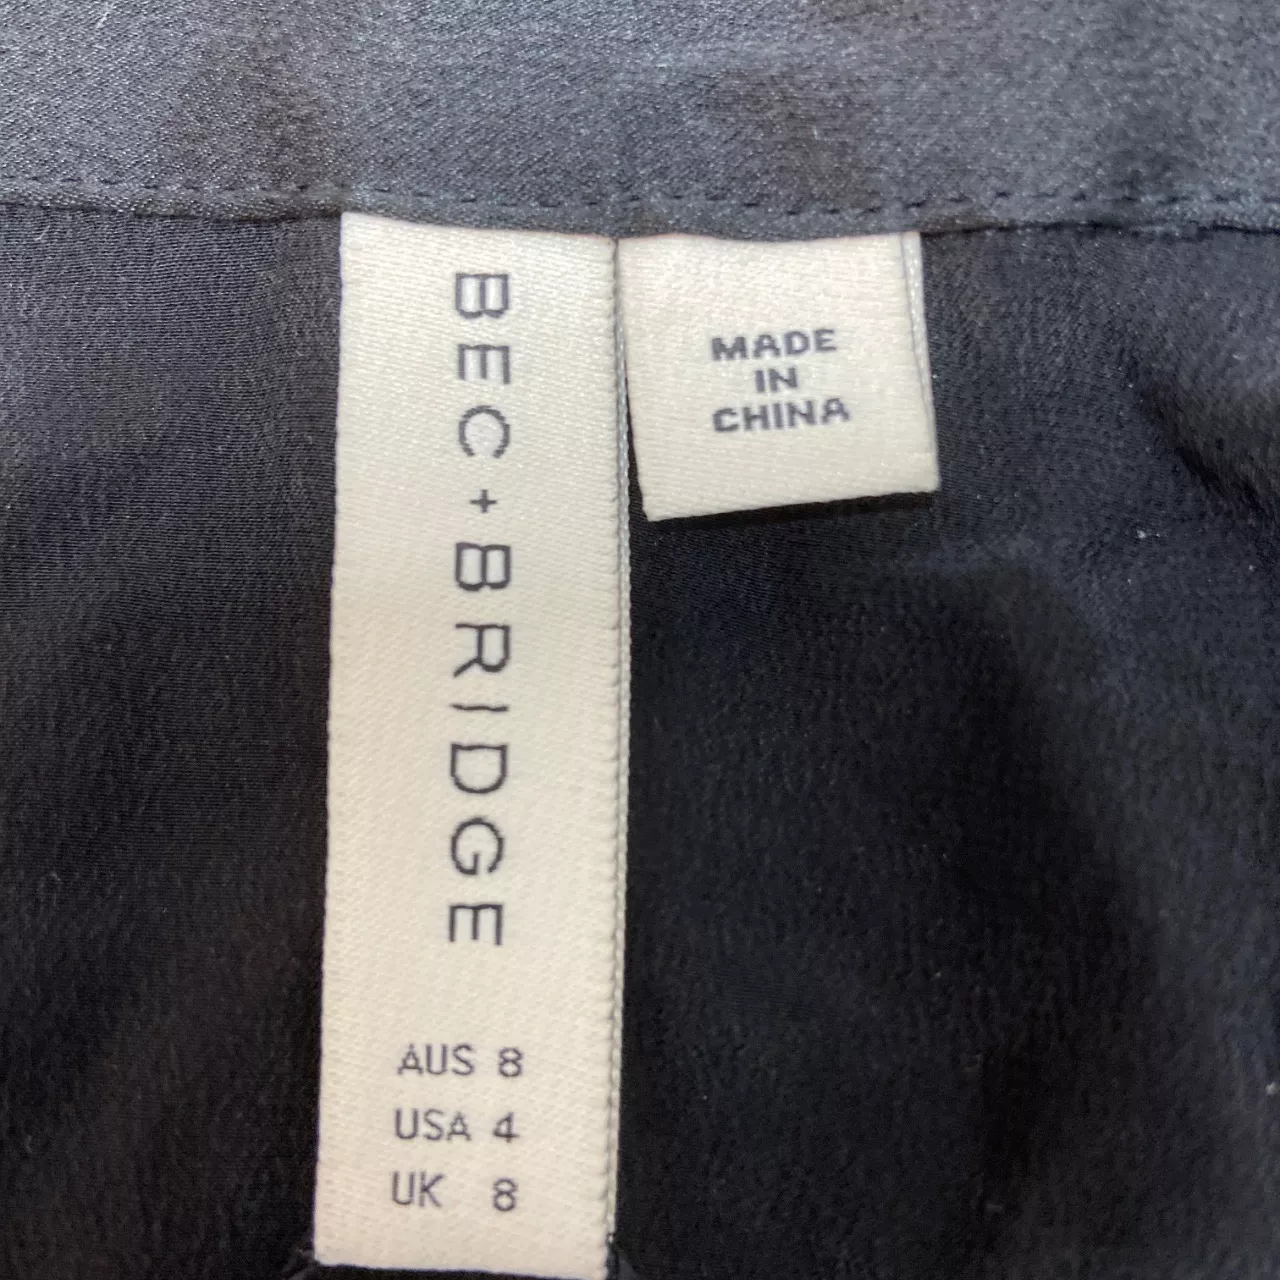 BEC+BRIDGE
AUS 8
USA 4
UK 8
MADE
IN
CHINA